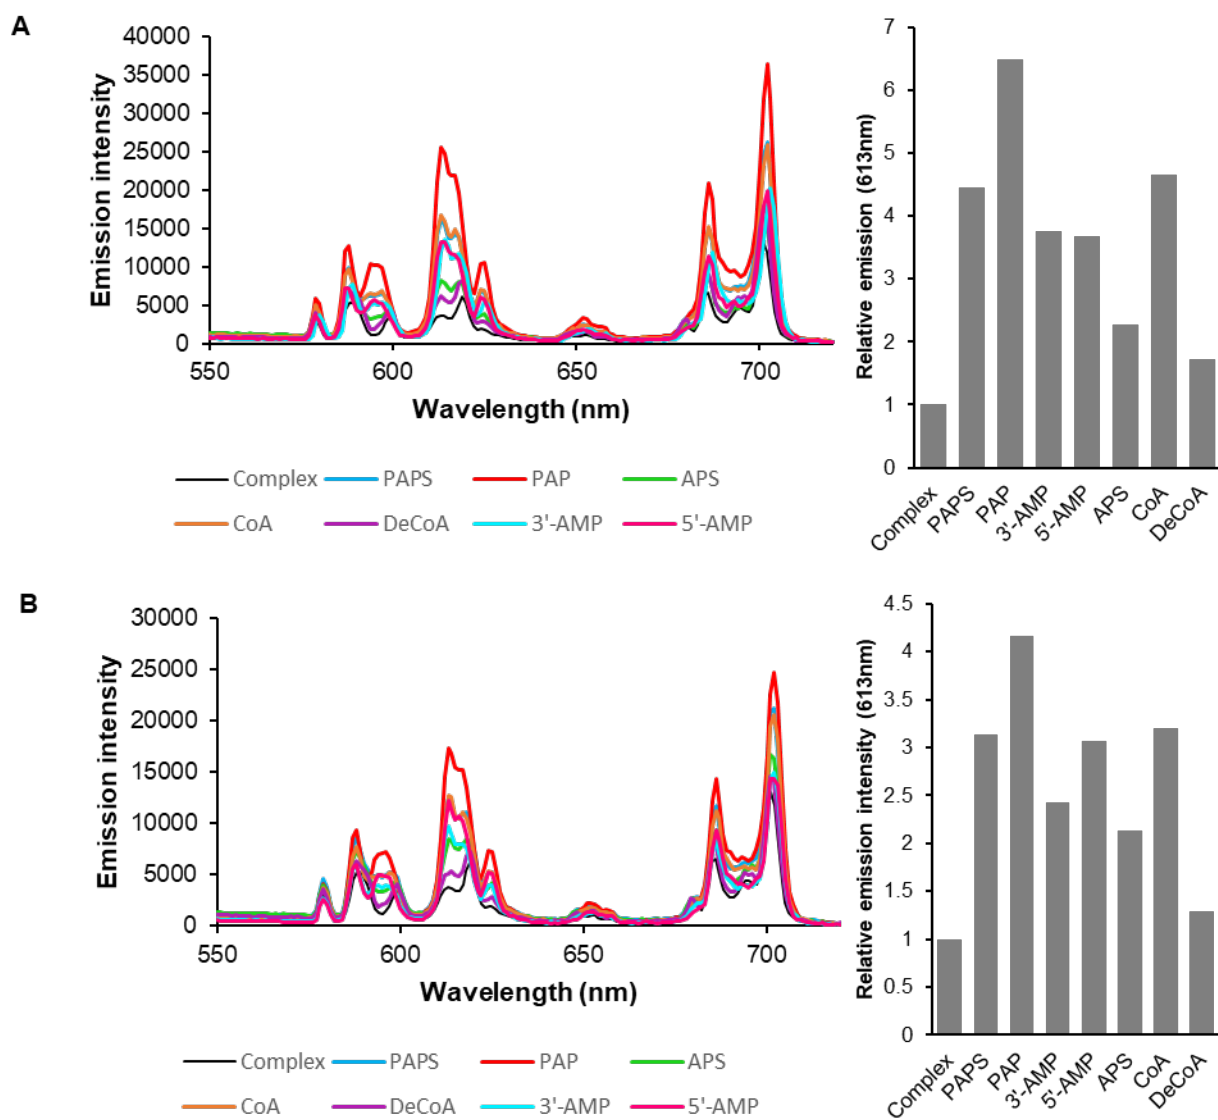 A
Emission intensity
40000
35000
30000
25000
20000
15000
10000
5000
0
550
600
650
700
Wavelength (nm)
Complex
PAPS
PAP
APS
CoA
DeCoA
3'-AMP
5'-AMP
Relative emission (613nm)
7
6
5
4
3
2
1
0
Complex
PAPS
PAP
3'-AMP
5'-AMP
APS
CoA
DeCoA
B
Emission intensity
30000
25000
20000
15000
10000
5000
0
550
600
650
700
Wavelength (nm)
Complex
PAPS
PAP
APS
CoA
DeCoA
3'-AMP
5'-AMP
Relative emission intensity (613nm)
4.5
4
3.5
3
2.5
2
1.5
1
0.5
0
Complex
PAPS
PAP
3'-AMP
5'-AMP
APS
CoA
DeCoA